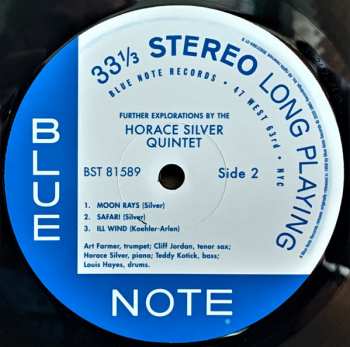 33 1/3 STEREO LONG PLAYING
BLUE NOTE RECORDS • 47 WEST 63rd • NYC
FURTHER EXPLORATIONS BY THE
HORACE SILVER
QUINTET
BST 81589
Side 2
1. MOON RAYS (Silver)
2. SAFARI (Silver)
3. ILL WIND (Koehler-Arlen)
Art Farmer, trumpet; Cliff Jordan, tenor sax;
Horace Silver, piano; Teddy Kotick, bass;
Louis Hayes, drums.
BLUE
NOTE